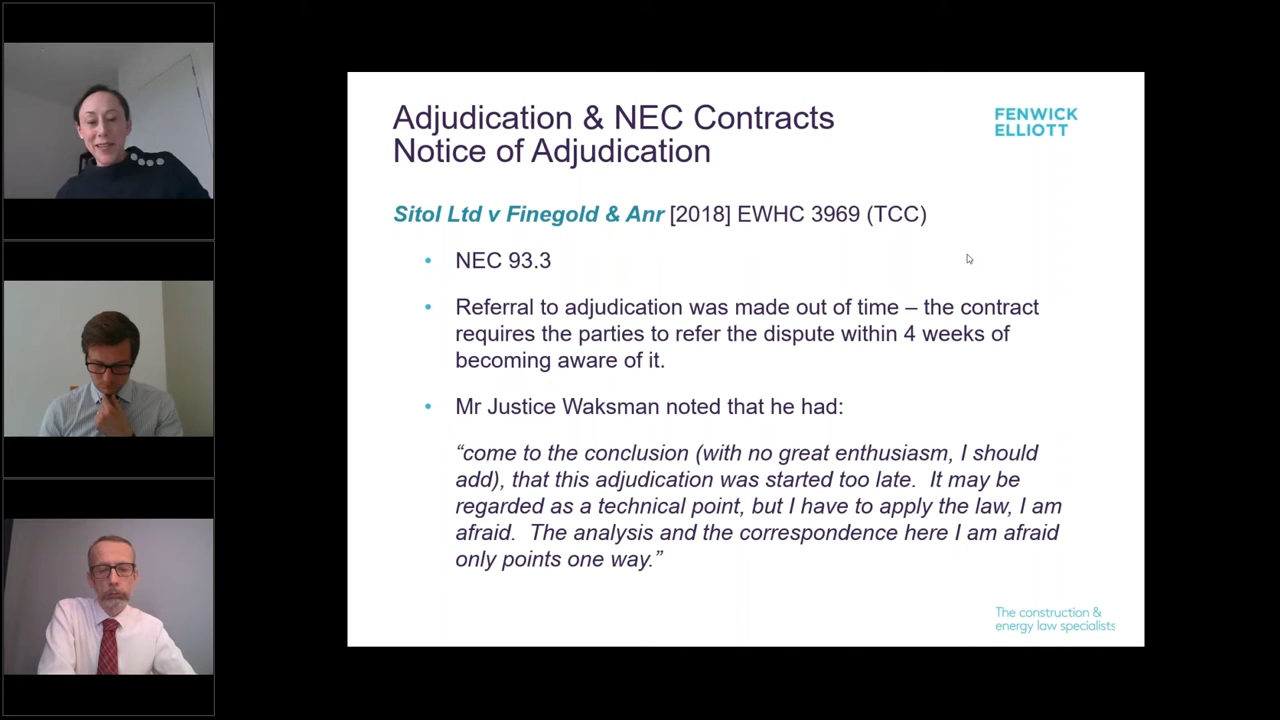 Adjudication & NEC Contracts
Notice of Adjudication
FENWICK
ELLIOTT
Sitol Ltd v Finegold & Anr [2018] EWHC 3969 (TCC)
• NEC 93.3
• Referral to adjudication was made out of time – the contract
requires the parties to refer the dispute within 4 weeks of
becoming aware of it.
• Mr Justice Waksman noted that he had:
“come to the conclusion (with no great enthusiasm, I should
add), that this adjudication was started too late.  It may be
regarded as a technical point, but I have to apply the law, I am
afraid.  The analysis and the correspondence here I am afraid
only points one way.”
The construction &
energy law specialists